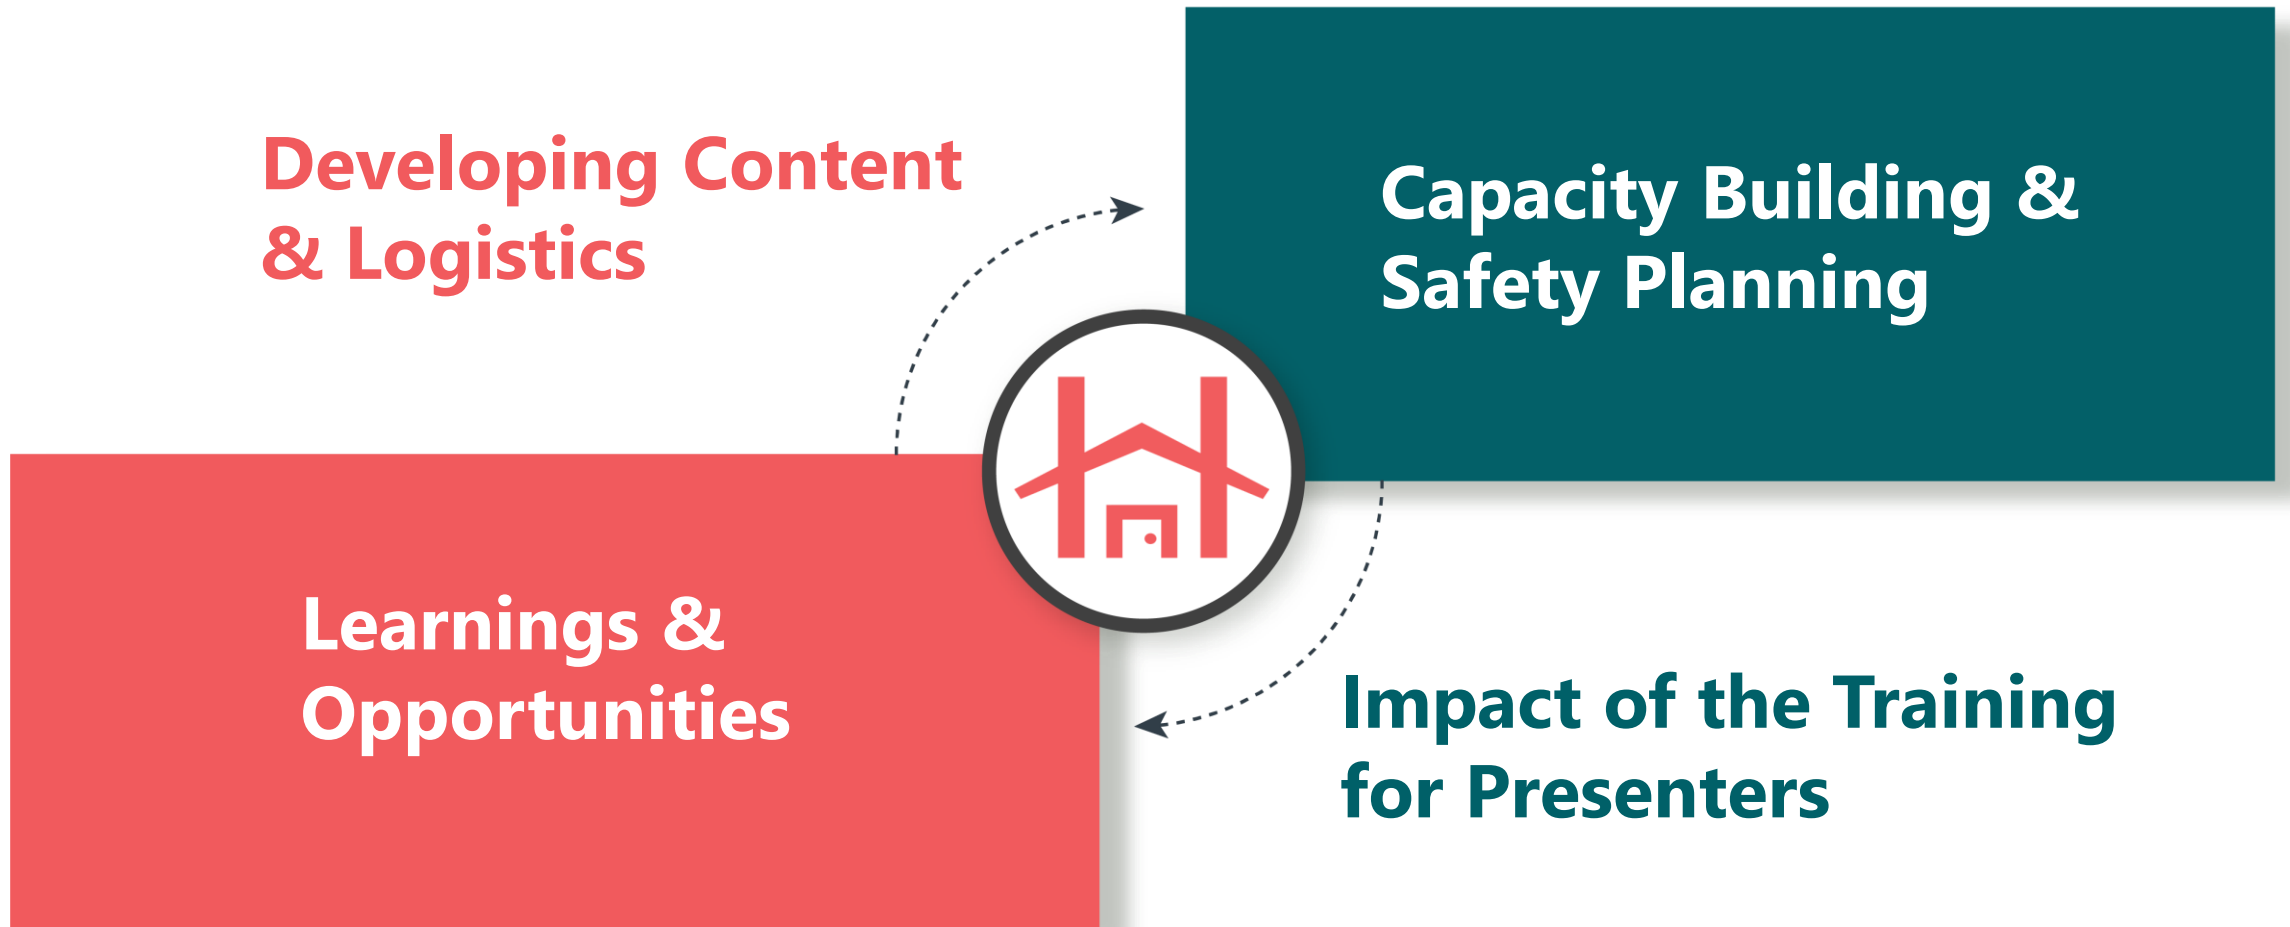 Developing Content
& Logistics
Capacity Building &
Safety Planning
Learnings &
Opportunities
Impact of the Training
for Presenters